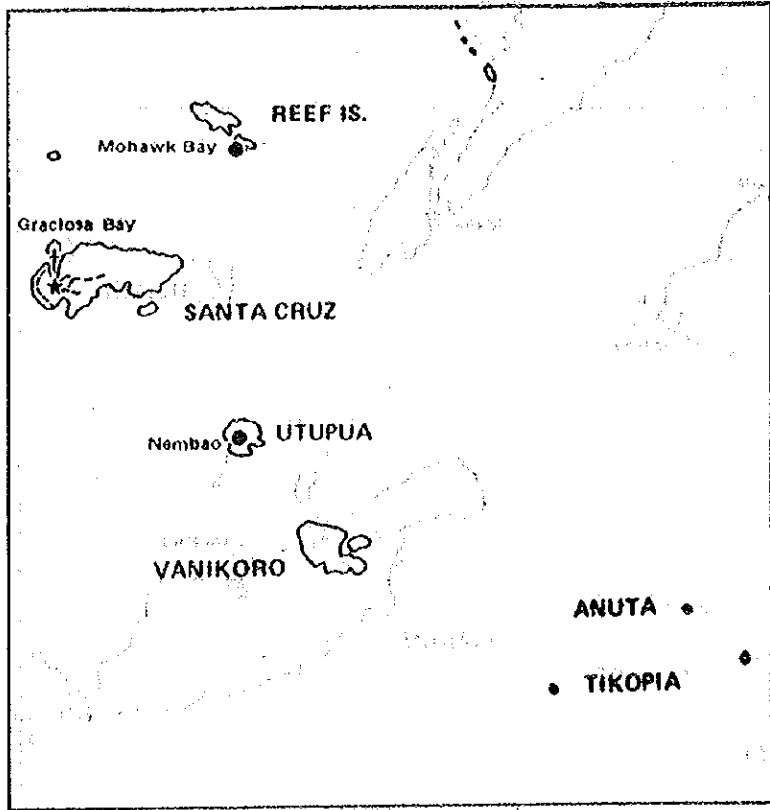 REEF IS.
Mohawk Bay
Graciosa Bay
SANTA CRUZ
Nembao
UTUPUA
VANIKORO
ANUTA
TIKOPIA